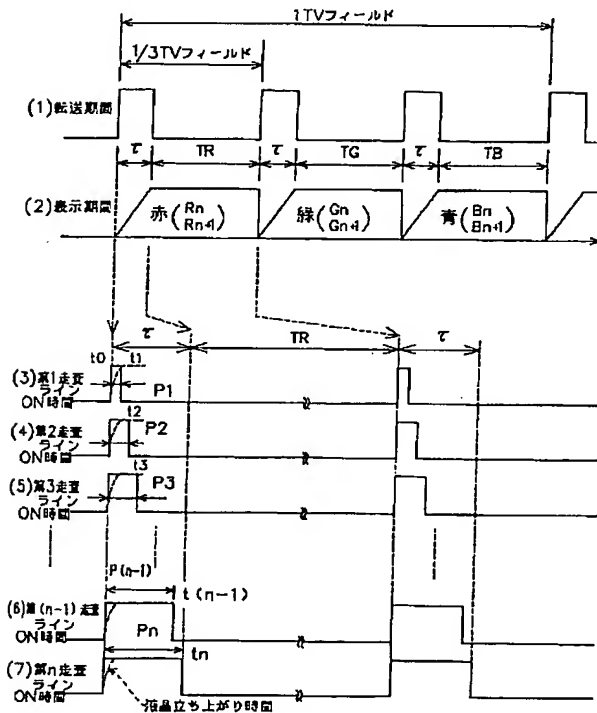 1TVフィールド
1/3TVフィールド
(1)転送期間
τ TR τ TG τ TB
(2)表示期間
赤(Rn Rn+1) 緑(Gn Gn+1) 青(Bn Bn+1)
τ TR τ
t0 t1
(3)第1走査
ライン
ON時間
P1
t2
(4)第2走査
ライン
ON時間
P2
t3
(5)第3走査
ライン
ON時間
P3
P(n-1)
t(n-1)
(6)第(n-1)走査
ライン
ON時間
Pn
tn
(7)第n走査
ライン
ON時間
液晶立ち上がり時間